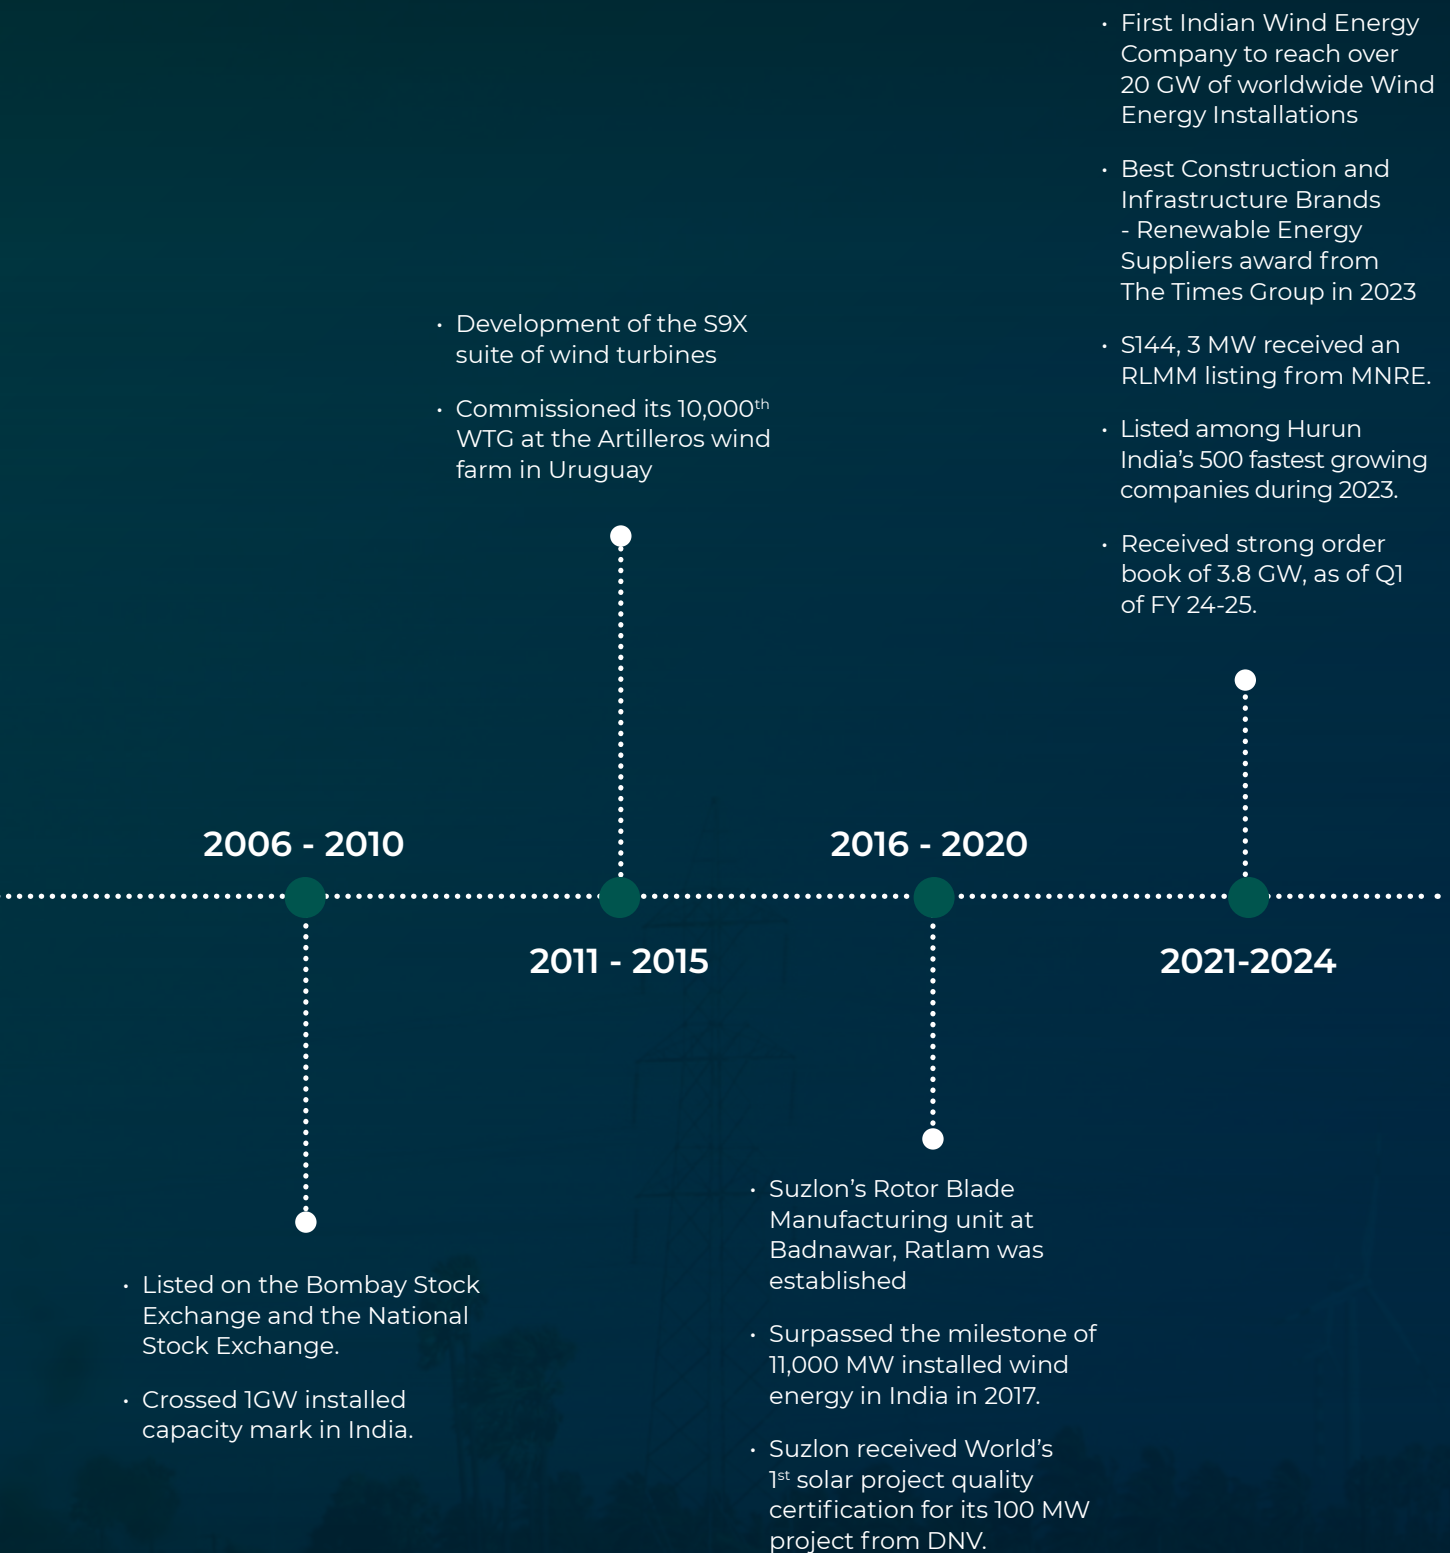 • First Indian Wind Energy
Company to reach over
20 GW of worldwide Wind
Energy Installations
• Best Construction and
Infrastructure Brands
- Renewable Energy
Suppliers award from
The Times Group in 2023
• S144, 3 MW received an
RLMM listing from MNRE.
• Listed among Hurun
India’s 500 fastest growing
companies during 2023.
• Received strong order
book of 3.8 GW, as of Q1
of FY 24-25.
• Development of the S9X
suite of wind turbines
• Commissioned its 10,000th
WTG at the Artilleros wind
farm in Uruguay
2006 - 2010
2016 - 2020
2011 - 2015
2021-2024
• Suzlon’s Rotor Blade
Manufacturing unit at
Badnawar, Ratlam was
established
• Surpassed the milestone of
11,000 MW installed wind
energy in India in 2017.
• Suzlon received World’s
1st solar project quality
certification for its 100 MW
project from DNV.
• Listed on the Bombay Stock
Exchange and the National
Stock Exchange.
• Crossed 1GW installed
capacity mark in India.